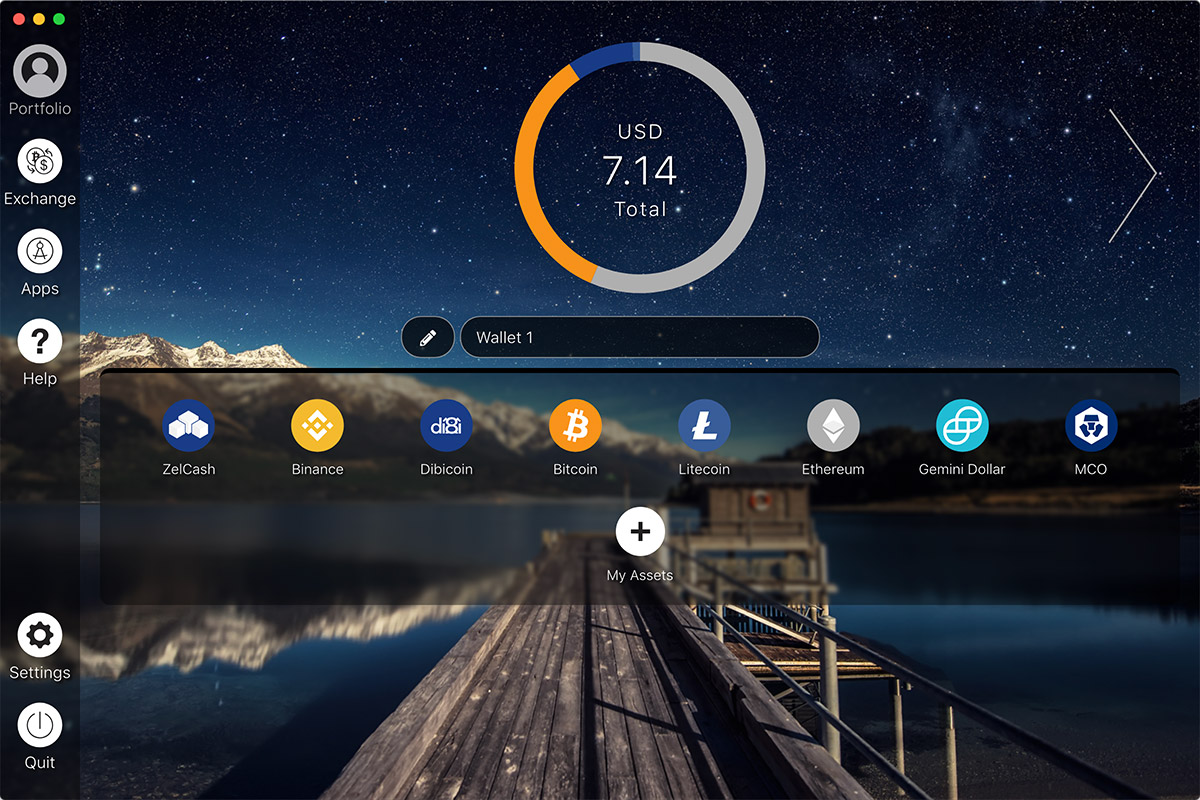 Portfolio
Exchange
Apps
Help
Settings
Quit
USD
7.14
Total
Wallet 1
dibi
ZelCash
Binance
Dibicoin
Bitcoin
Litecoin
Ethereum
Gemini Dollar
MCO
My Assets